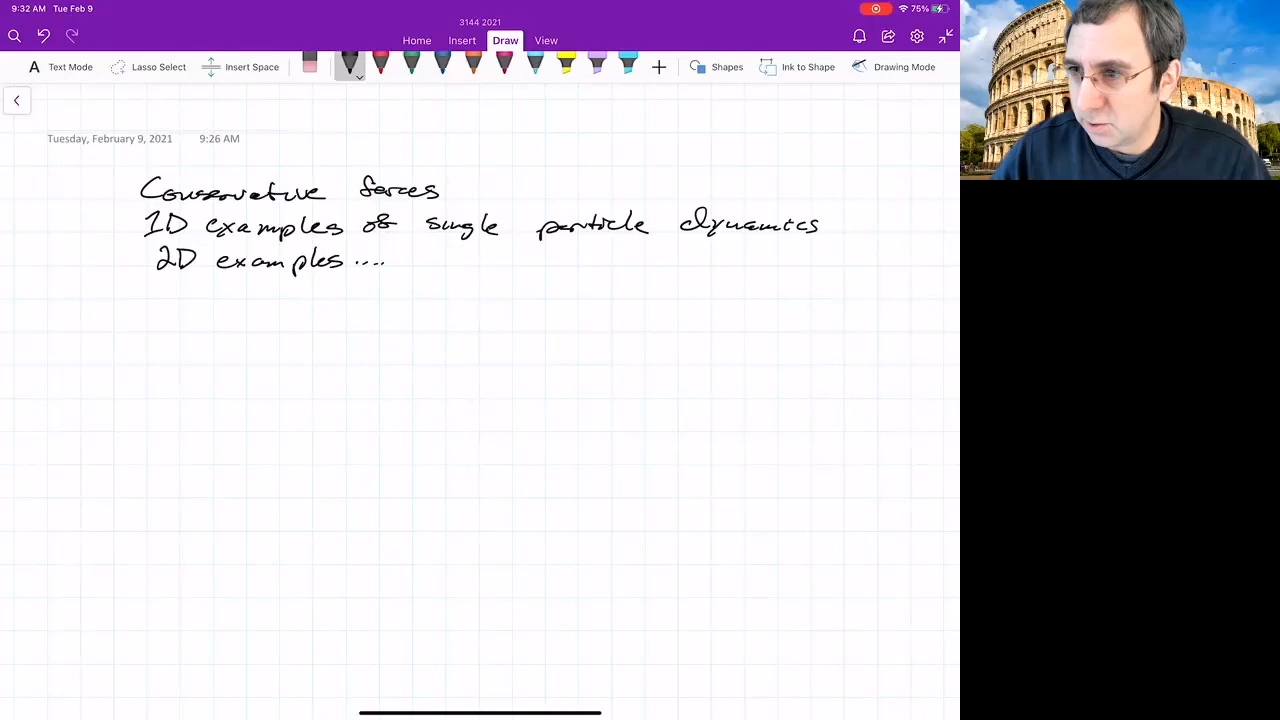 9:32 AM Tue Feb 9
75%
3144 2021
Home Insert Draw View
A Text Mode Lasso Select Insert Space Shapes Ink to Shape Drawing Mode
Tuesday, February 9, 2021 9:26 AM
Conservative forces
1D examples of single particle dynamics
2D examples ....